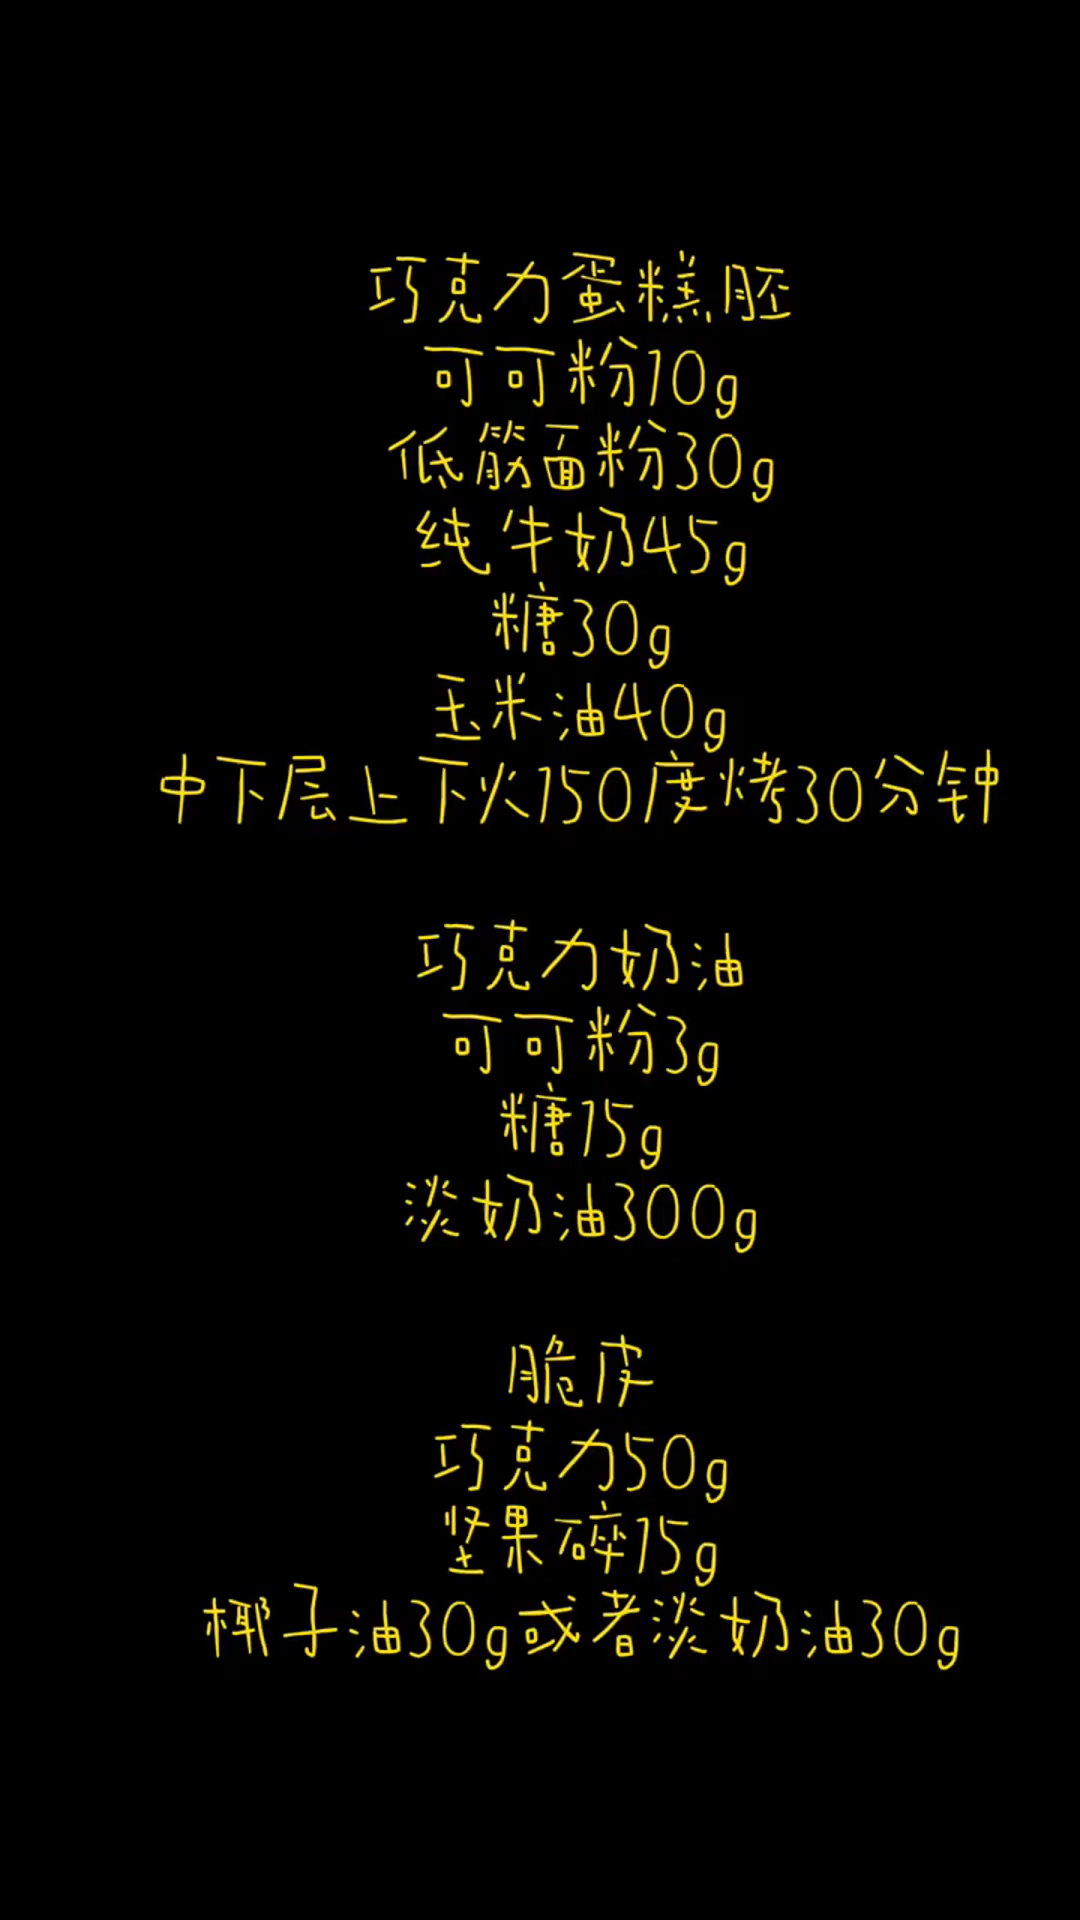 巧克力蛋糕胚
可可粉10g
低筋面粉30g
纯牛奶45g
糖30g
玉米油40g
中下层上下火150度烤30分钟
巧克力奶油
可可粉3g
糖15g
淡奶油300g
脆皮
巧克力50g
坚果碎15g
椰子油30g或者淡奶油30g